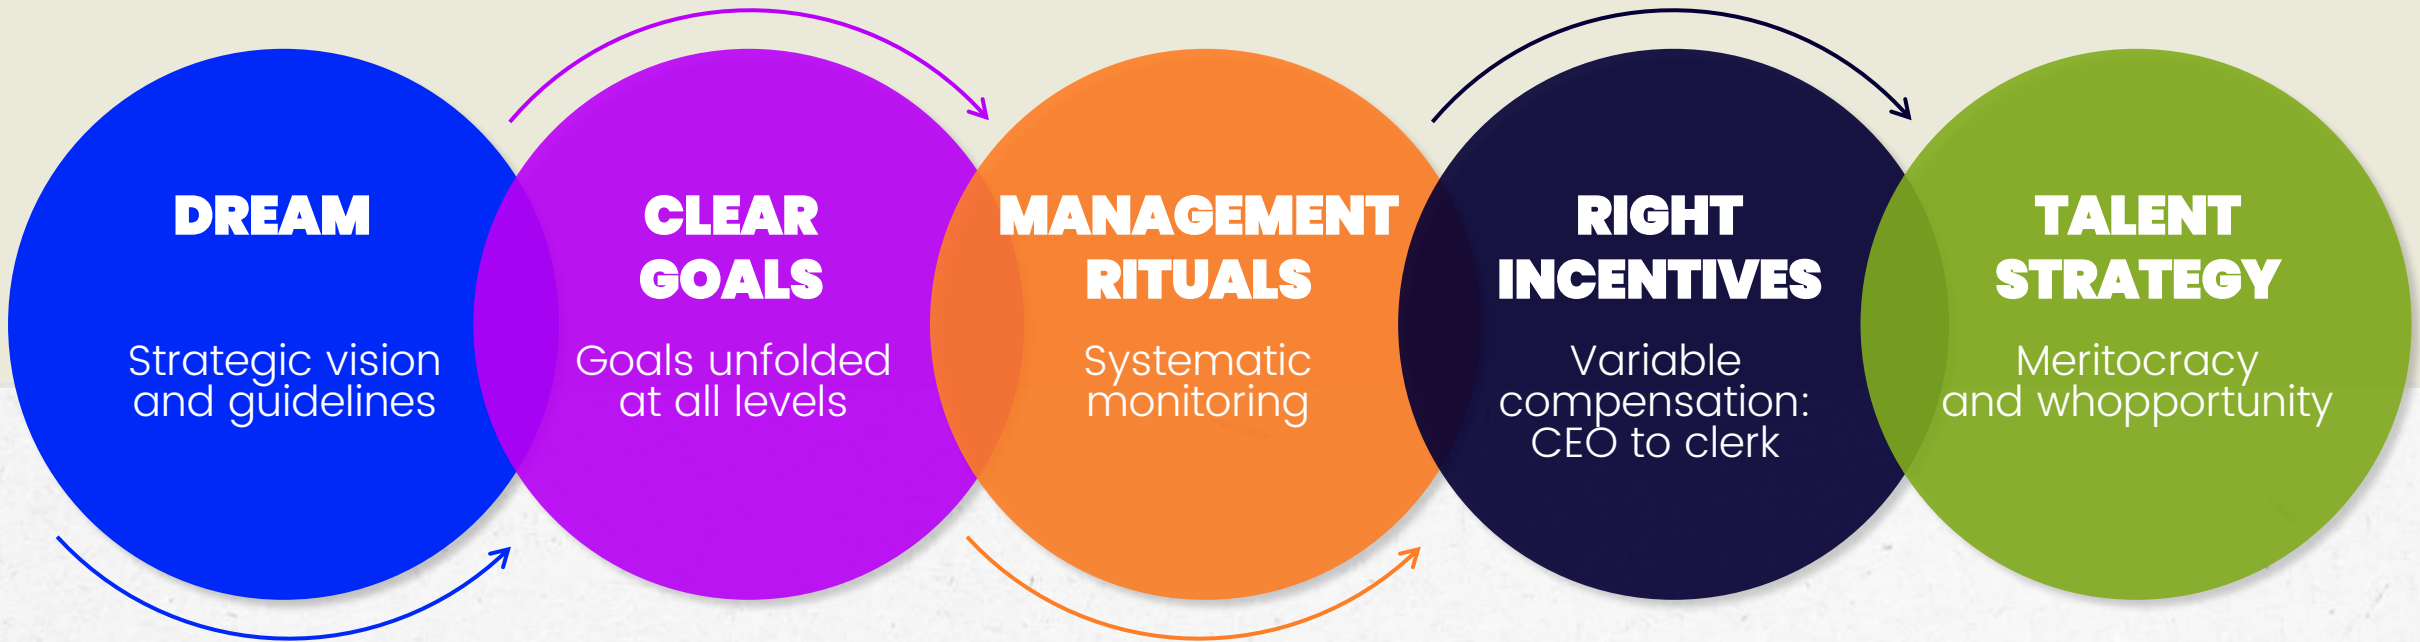 DREAM
Strategic vision
and guidelines
CLEAR
GOALS
Goals unfolded
at all levels
MANAGEMENT
RITUALS
Systematic
monitoring
RIGHT
INCENTIVES
Variable
compensation:
CEO to clerk
TALENT
STRATEGY
Meritocracy
and whopportunity